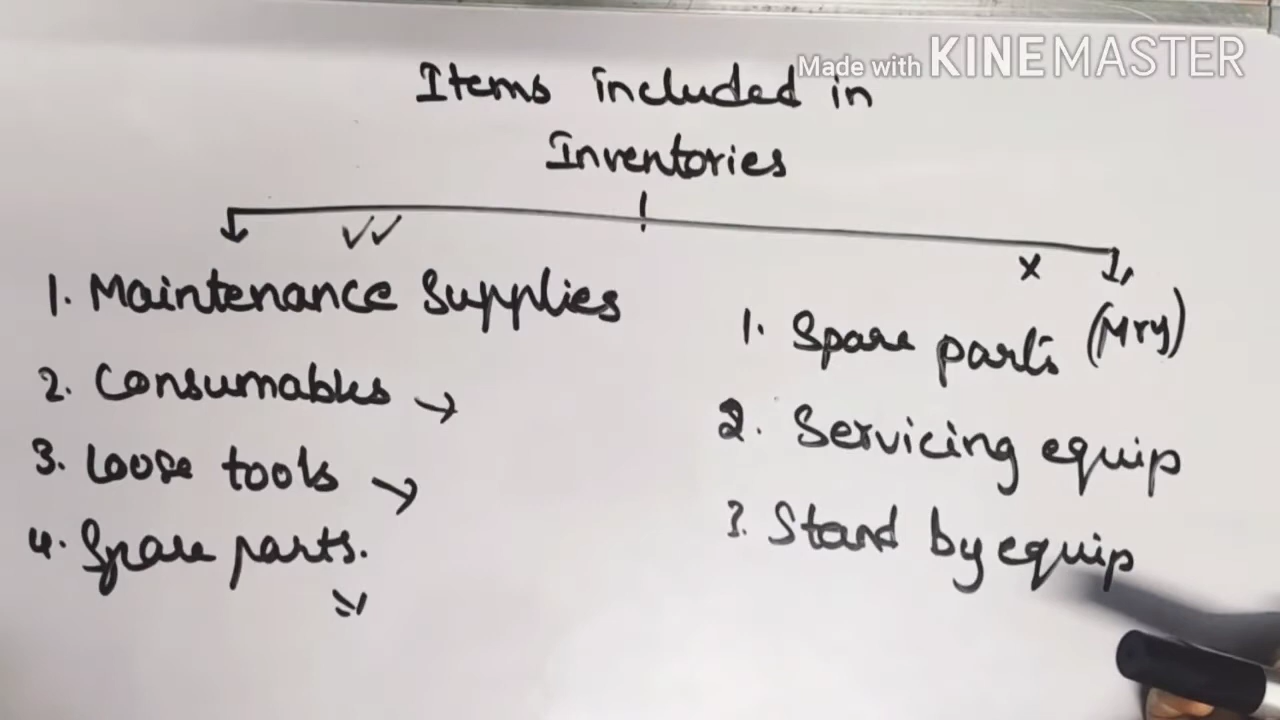 Made with KINEMASTER
Items included in
Inventories
✓✓
x
1. Maintenance Supplies
2. Consumables →
3. Loose tools →
4. Spare parts.
1. Spare parts (Mry)
2. Servicing equip
3. Stand by equip